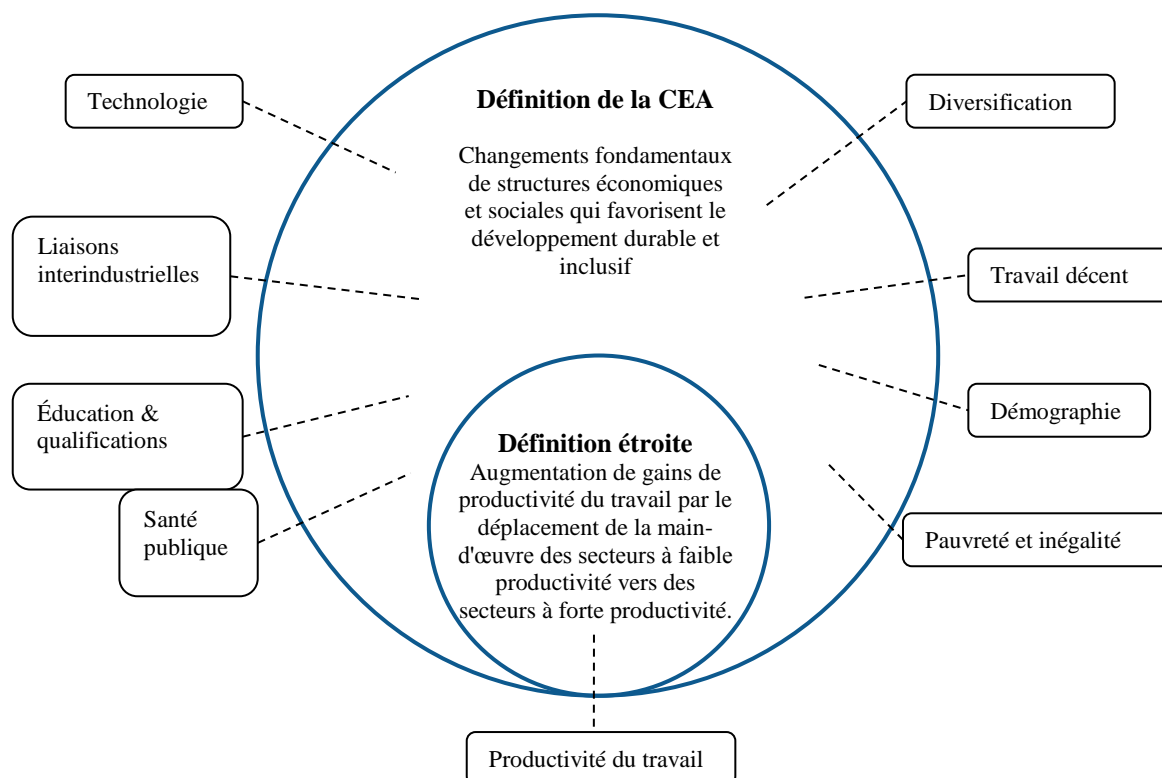 Technologie
Définition de la CEA
Diversification
Changements fondamentaux
de structures économiques
et sociales qui favorisent le
développement durable et
inclusif
Liaisons
interindustrielles
Travail décent
Éducation &
qualifications
Démographie
Définition étroite
Augmentation de gains de
productivité du travail par le
déplacement de la main-
d'œuvre des secteurs à faible
productivité vers des
secteurs à forte productivité.
Santé
publique
Pauvreté et inégalité
Productivité du travail